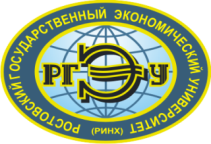 РОСТОВСКИЙ ГОСУДАРСТВЕННЫЙ ЭКОНОМИЧЕСКИЙ УНИВЕРСИТЕТ
РГЭУ
(РИНХ)